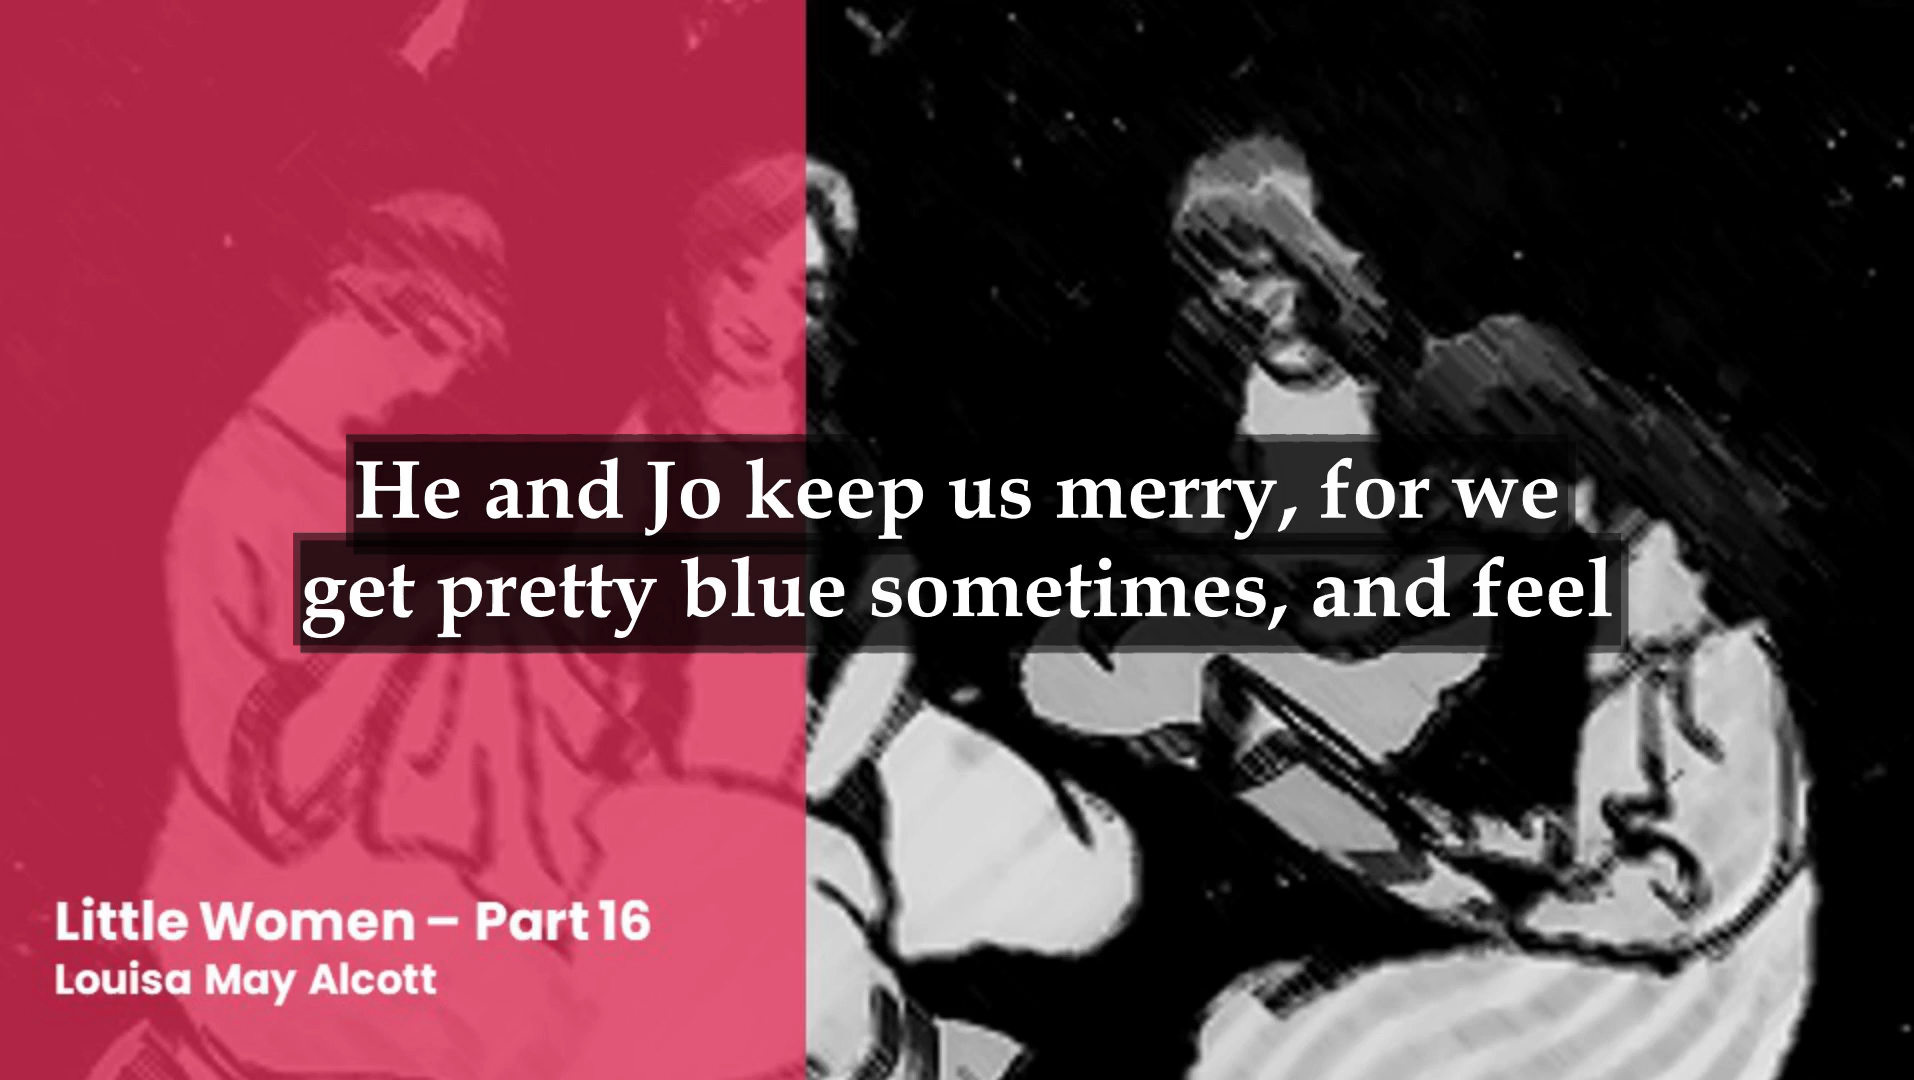 He and Jo keep us merry, for we
get pretty blue sometimes, and feel
Little Women – Part 16
Louisa May Alcott